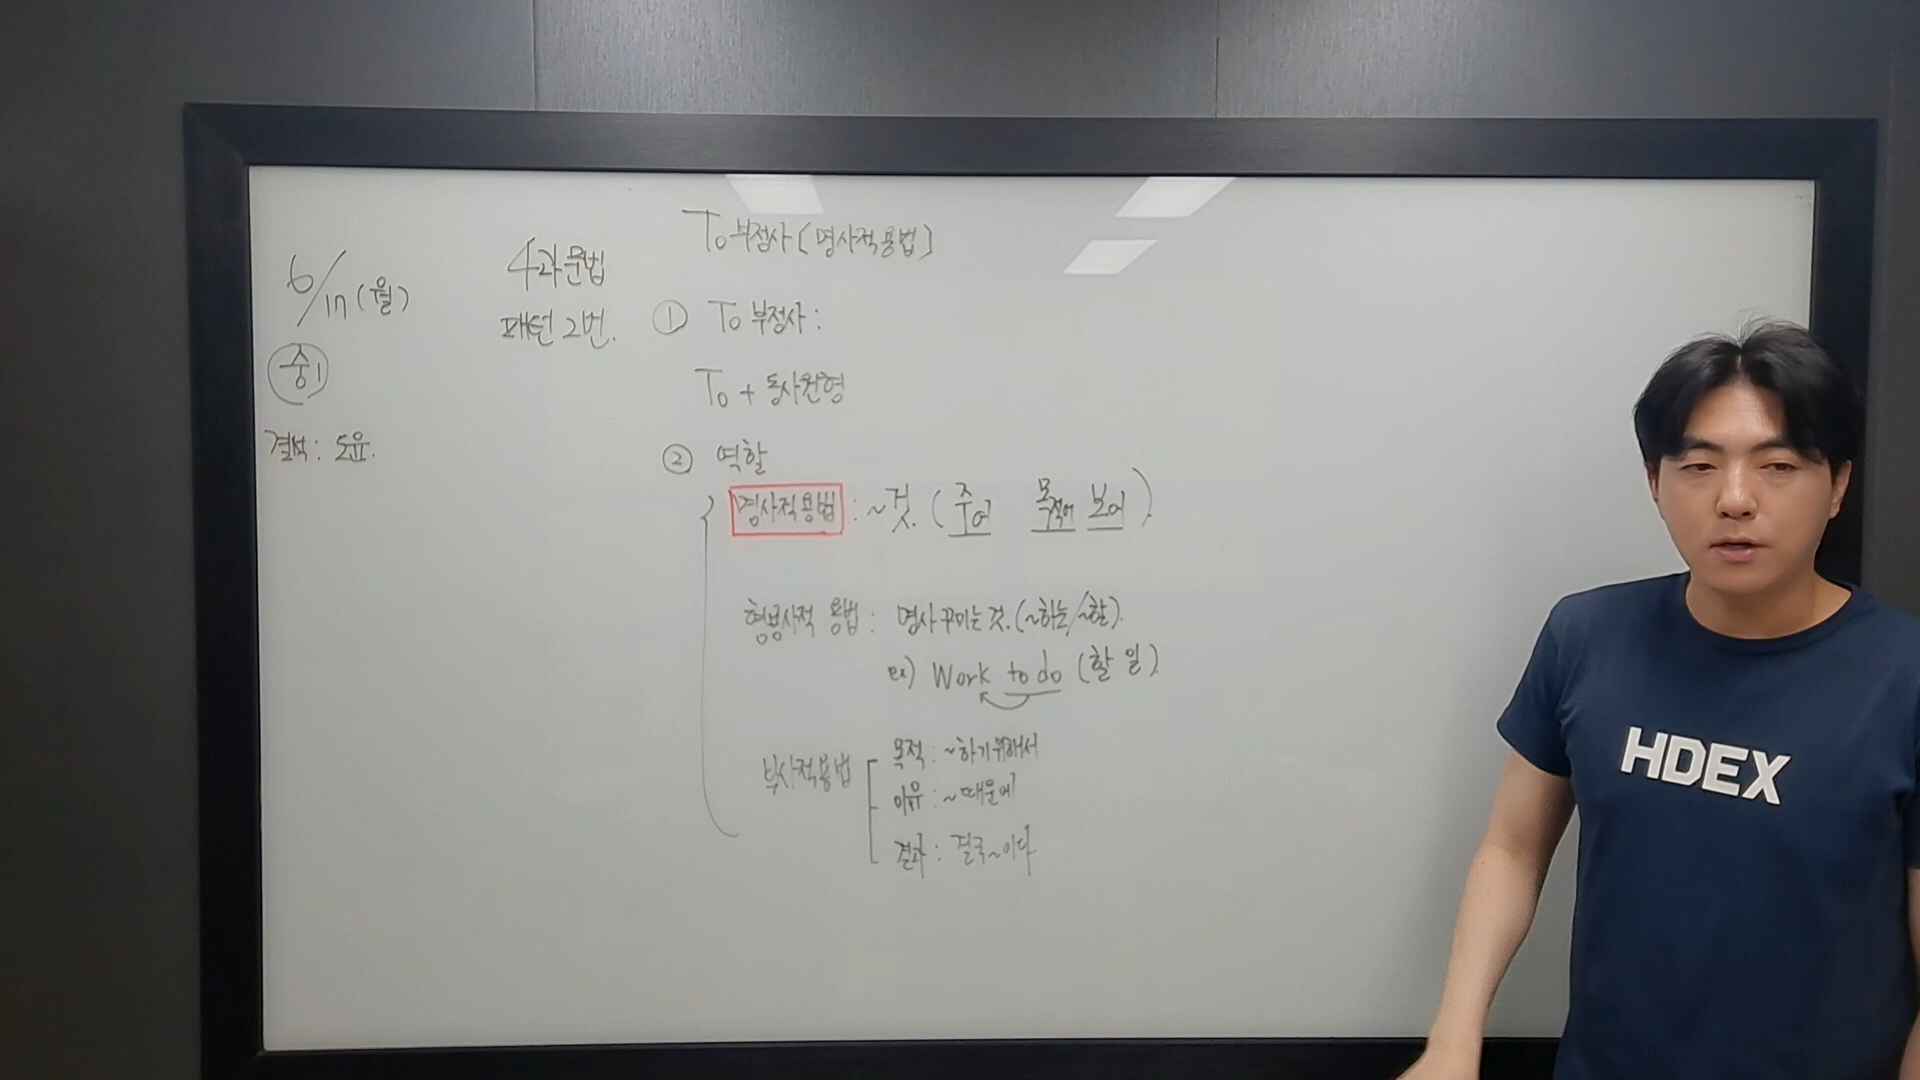 6/17(월)
중1
결석: 도윤.
4과문법
패턴 2번.
To부정사(명사적용법)
① To 부정사:
To + 동사원형
② 역할
명사적용법: ~것. (주어 목적어 보어).
형용사적 용법: 명사 꾸미는 것. (~하는/~할).
ex) Work to do (할 일).
부사적용법
목적: ~하기위해서
이유: ~때문에
결과: 결국~이다
HDEX